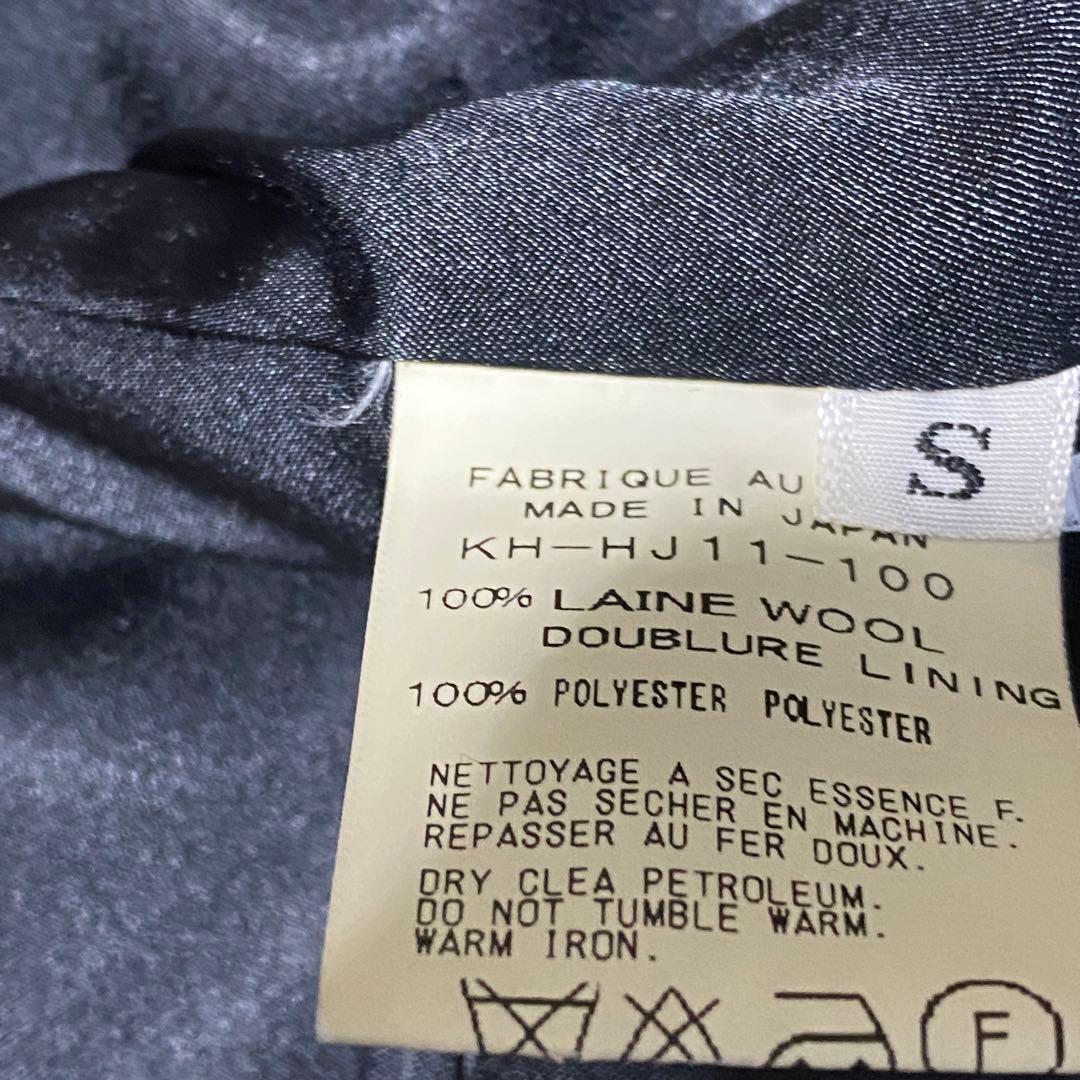 S
FABRIQUE AU
MADE IN JAPAN
KH-HJ11-100
100% LAINE WOOL
DOUBLURE LINING
100% POLYESTER POLYESTER
NETTOYAGE A SEC ESSENCE F.
NE PAS SECHER EN MACHINE.
REPASSER AU FER DOUX.
DRY CLEA PETROLEUM.
DO NOT TUMBLE WARM.
WARM IRON.
F